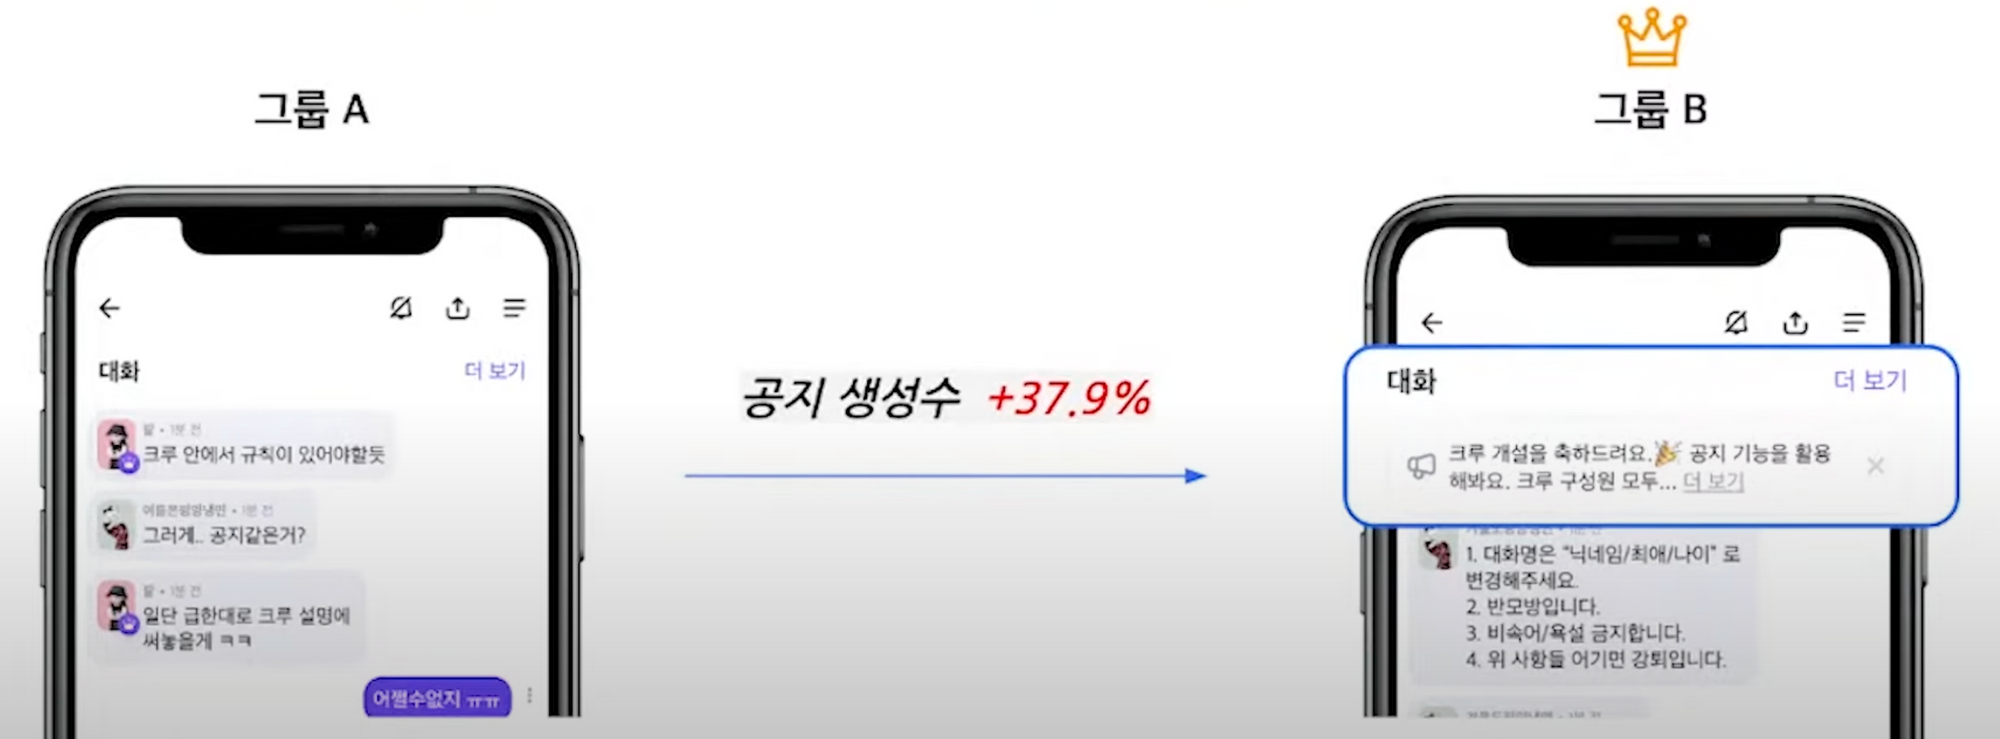 그룹 A
대화
더 보기
팔 • 1분 전
크루 안에서 규칙이 있어야할듯
• 1분 전
그러게.. 공지같은거?
팔 • 1분 전
일단 급한대로 크루 설명에
써놓을게 ㅋㅋ
어쩔수없지 ㅠㅠ
공지 생성수 +37.9%
그룹 B
대화
더 보기
크루 개설을 축하드려요.🎉 공지 기능을 활용
해봐요. 크루 구성원 모두... 더 보기
1. 대화명은 "닉네임/최애/나이" 로
변경해주세요.
2. 반모방입니다.
3. 비속어/욕설 금지합니다.
4. 위 사항들 어기면 강퇴입니다.